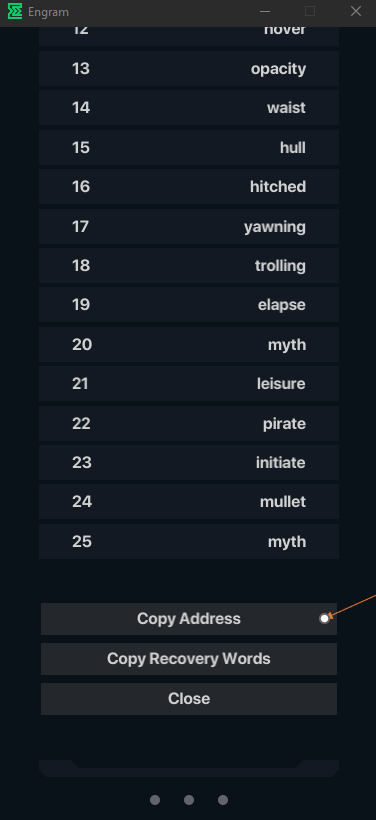 Engram
12 hover
13 opacity
14 waist
15 hull
16 hitched
17 yawning
18 trolling
19 elapse
20 myth
21 leisure
22 pirate
23 initiate
24 mullet
25 myth
Copy Address
Copy Recovery Words
Close